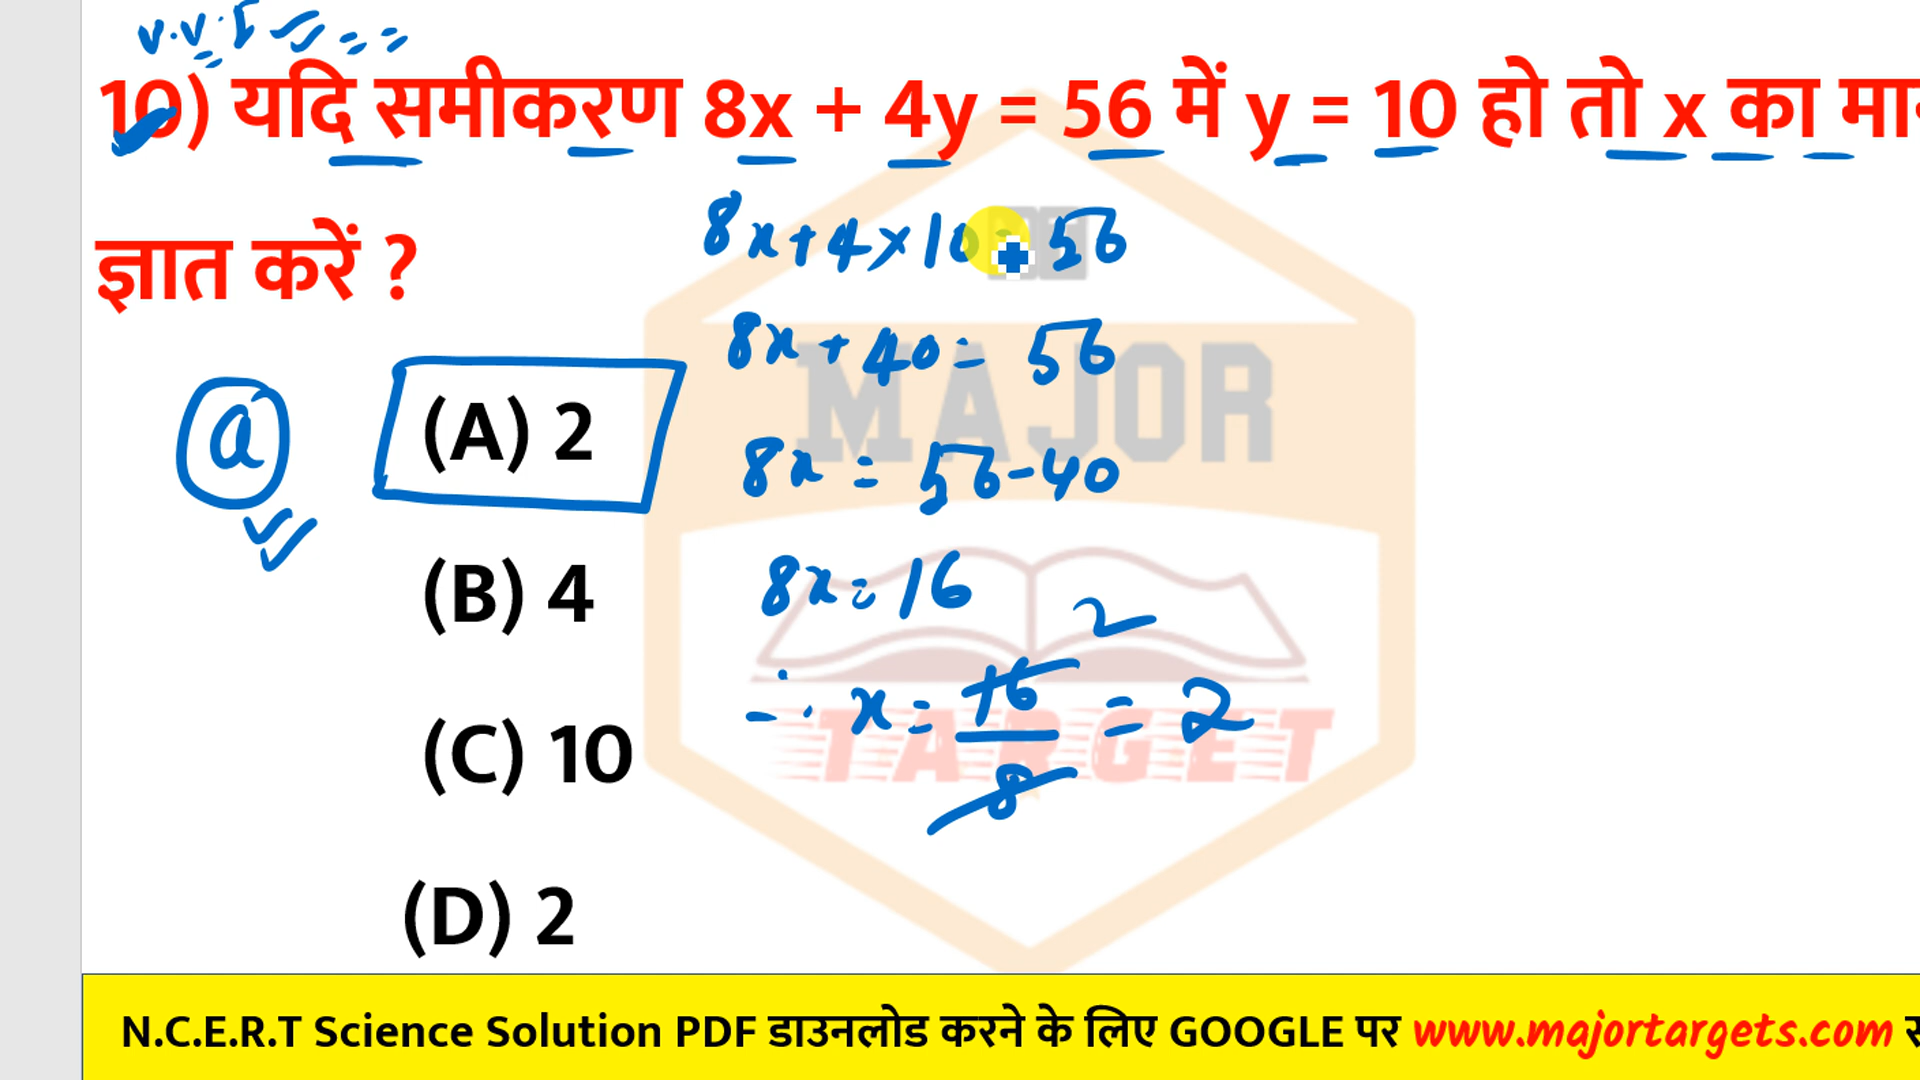 v.v.I
10) यदि समीकरण 8x + 4y = 56 में y = 10 हो तो x का
ज्ञात करें ?
8x+4×10=56
8x+40=56
(a)
(A) 2
8x=56-40
(B) 4
8x=16
2
∴ x=16/8=2
(C) 10
(D) 2
MAJOR
TARGET
N.C.E.R.T Science Solution PDF डाउनलोड करने के लिए GOOGLE पर www.majortargets.com